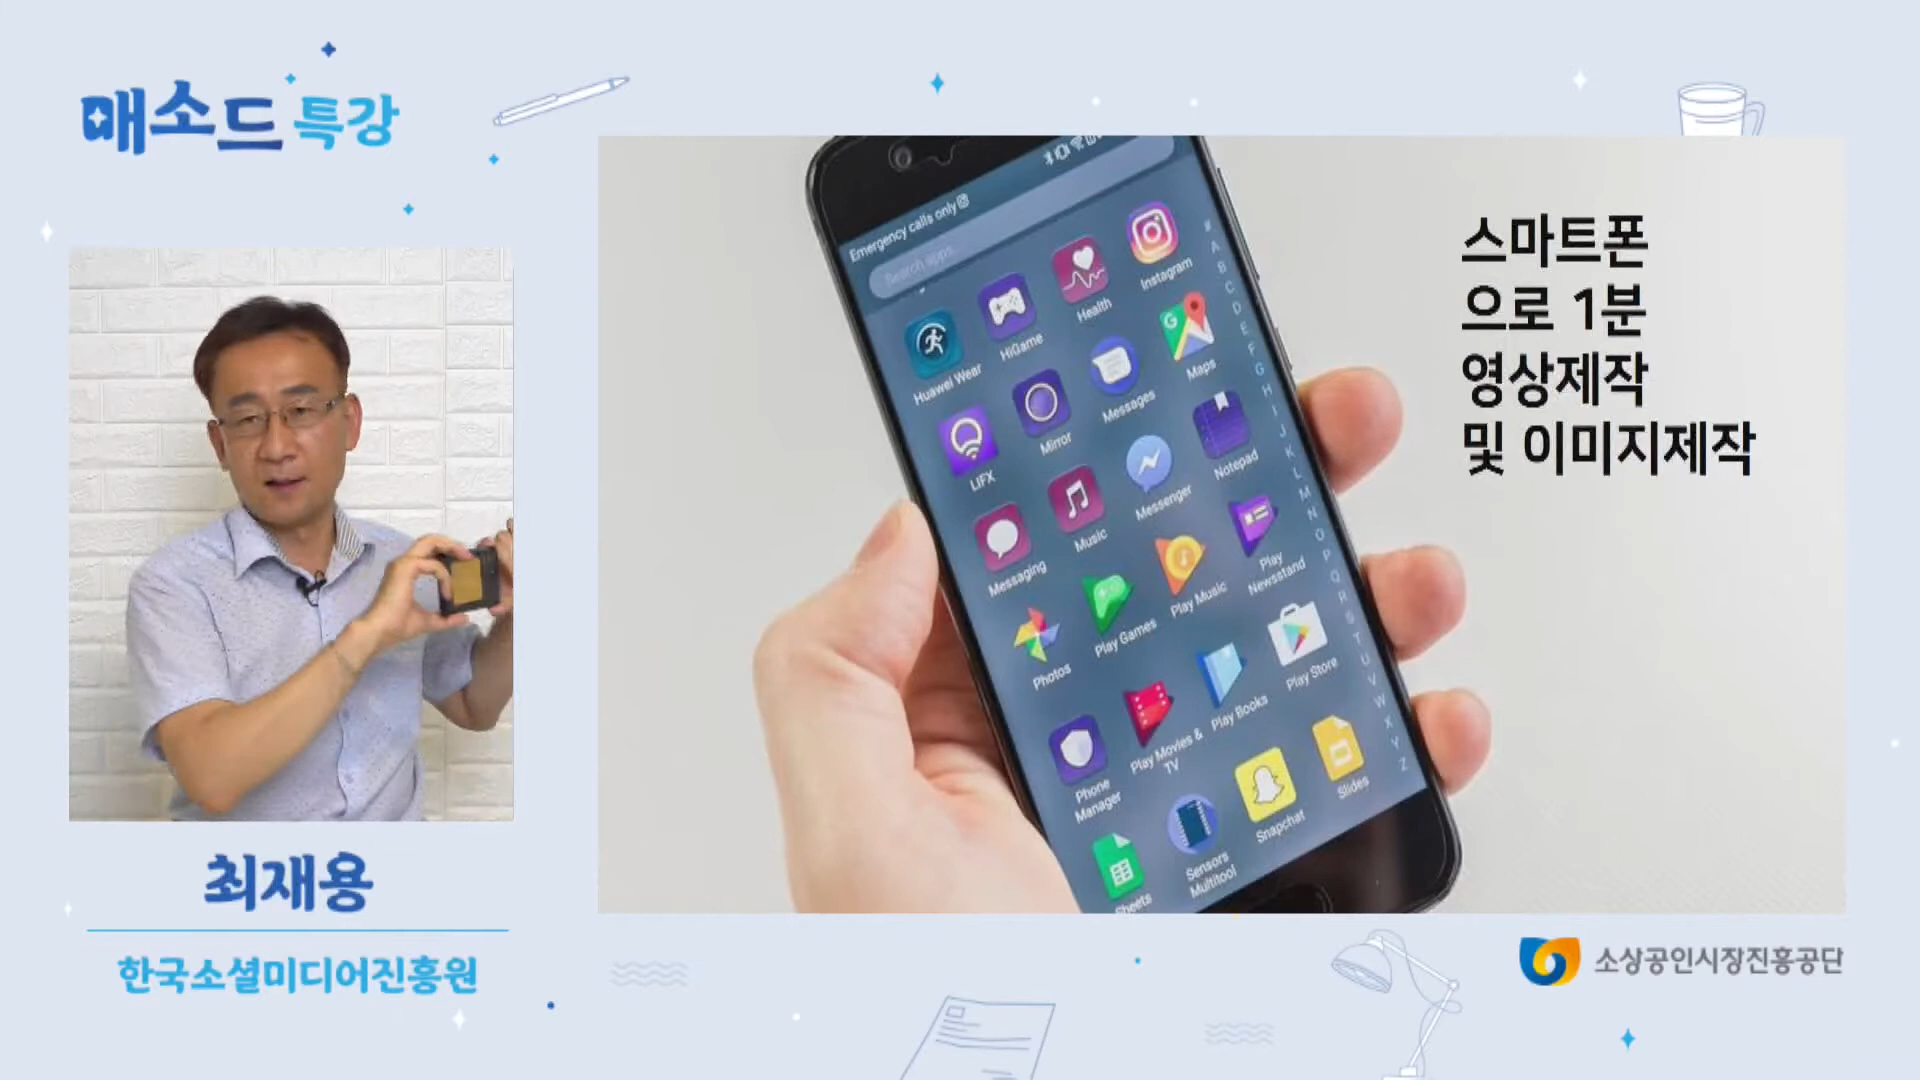 매소드 특강
스마트폰
으로 1분
영상제작
및 이미지제작
Emergency calls only
Search apps
Huawei Wear
HiGame
Health
Instagram
LIFX
Mirror
Messages
Maps
Messaging
Music
Messenger
Notepad
Photos
Play Games
Play Music
Play
Newsstand
Phone
Manager
Play Movies &
TV
Play Books
Play Store
Sheets
Sensors
Multitool
Snapchat
Slides
#
A
B
C
D
E
F
G
H
I
J
K
L
M
N
O
P
Q
R
S
T
U
V
W
X
Y
Z
최재용
한국소셜미디어진흥원
소상공인시장진흥공단